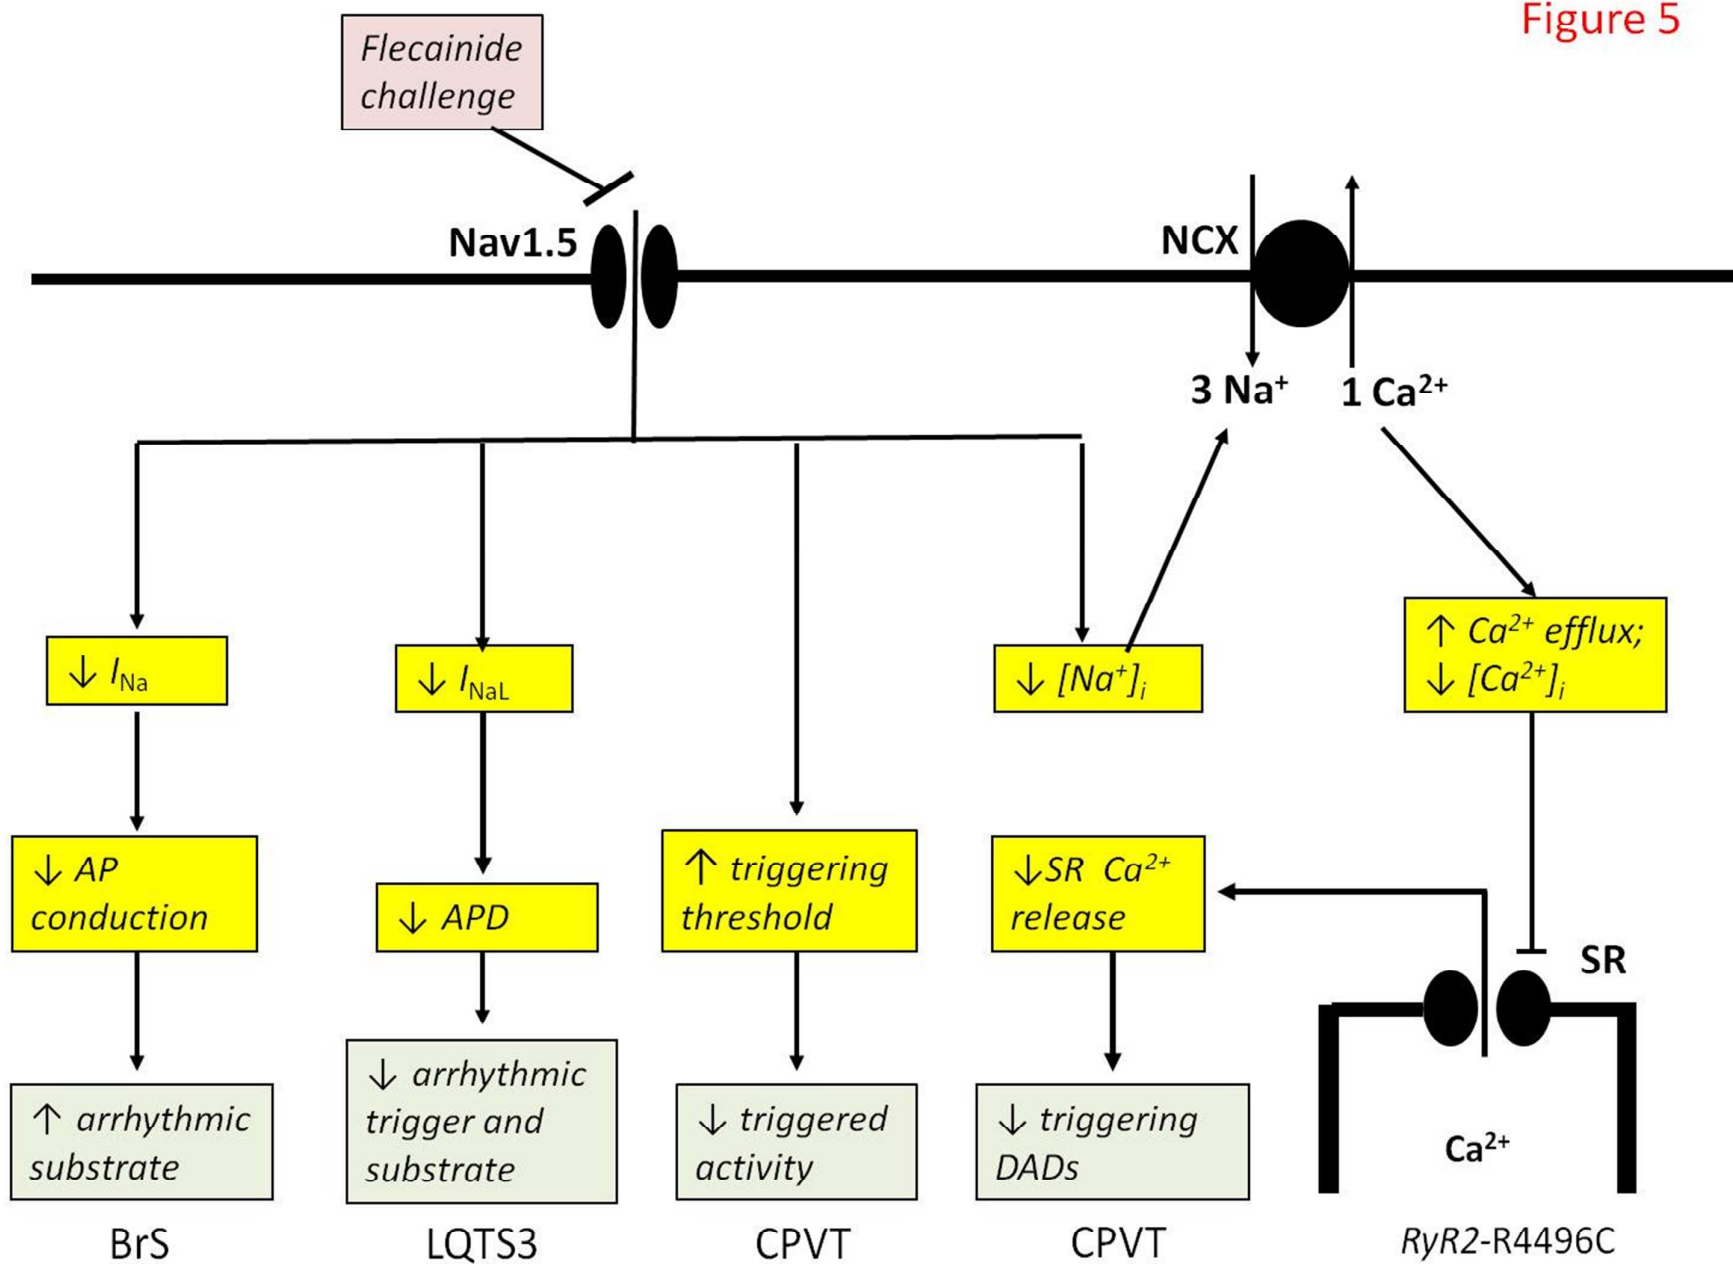 Figure 5
Flecainide
challenge
Nav1.5
NCX
3 Na⁺
1 Ca²⁺
↓ I_Na
↓ I_NaL
↓ [Na⁺]ᵢ
↑ Ca²⁺ efflux;
↓ [Ca²⁺]ᵢ
↓ AP
conduction
↓ APD
↑ triggering
threshold
↓SR Ca²⁺
release
SR
↑ arrhythmic
substrate
↓ arrhythmic
trigger and
substrate
↓ triggered
activity
↓ triggering
DADs
Ca²⁺
BrS
LQTS3
CPVT
CPVT
RyR2-R4496C